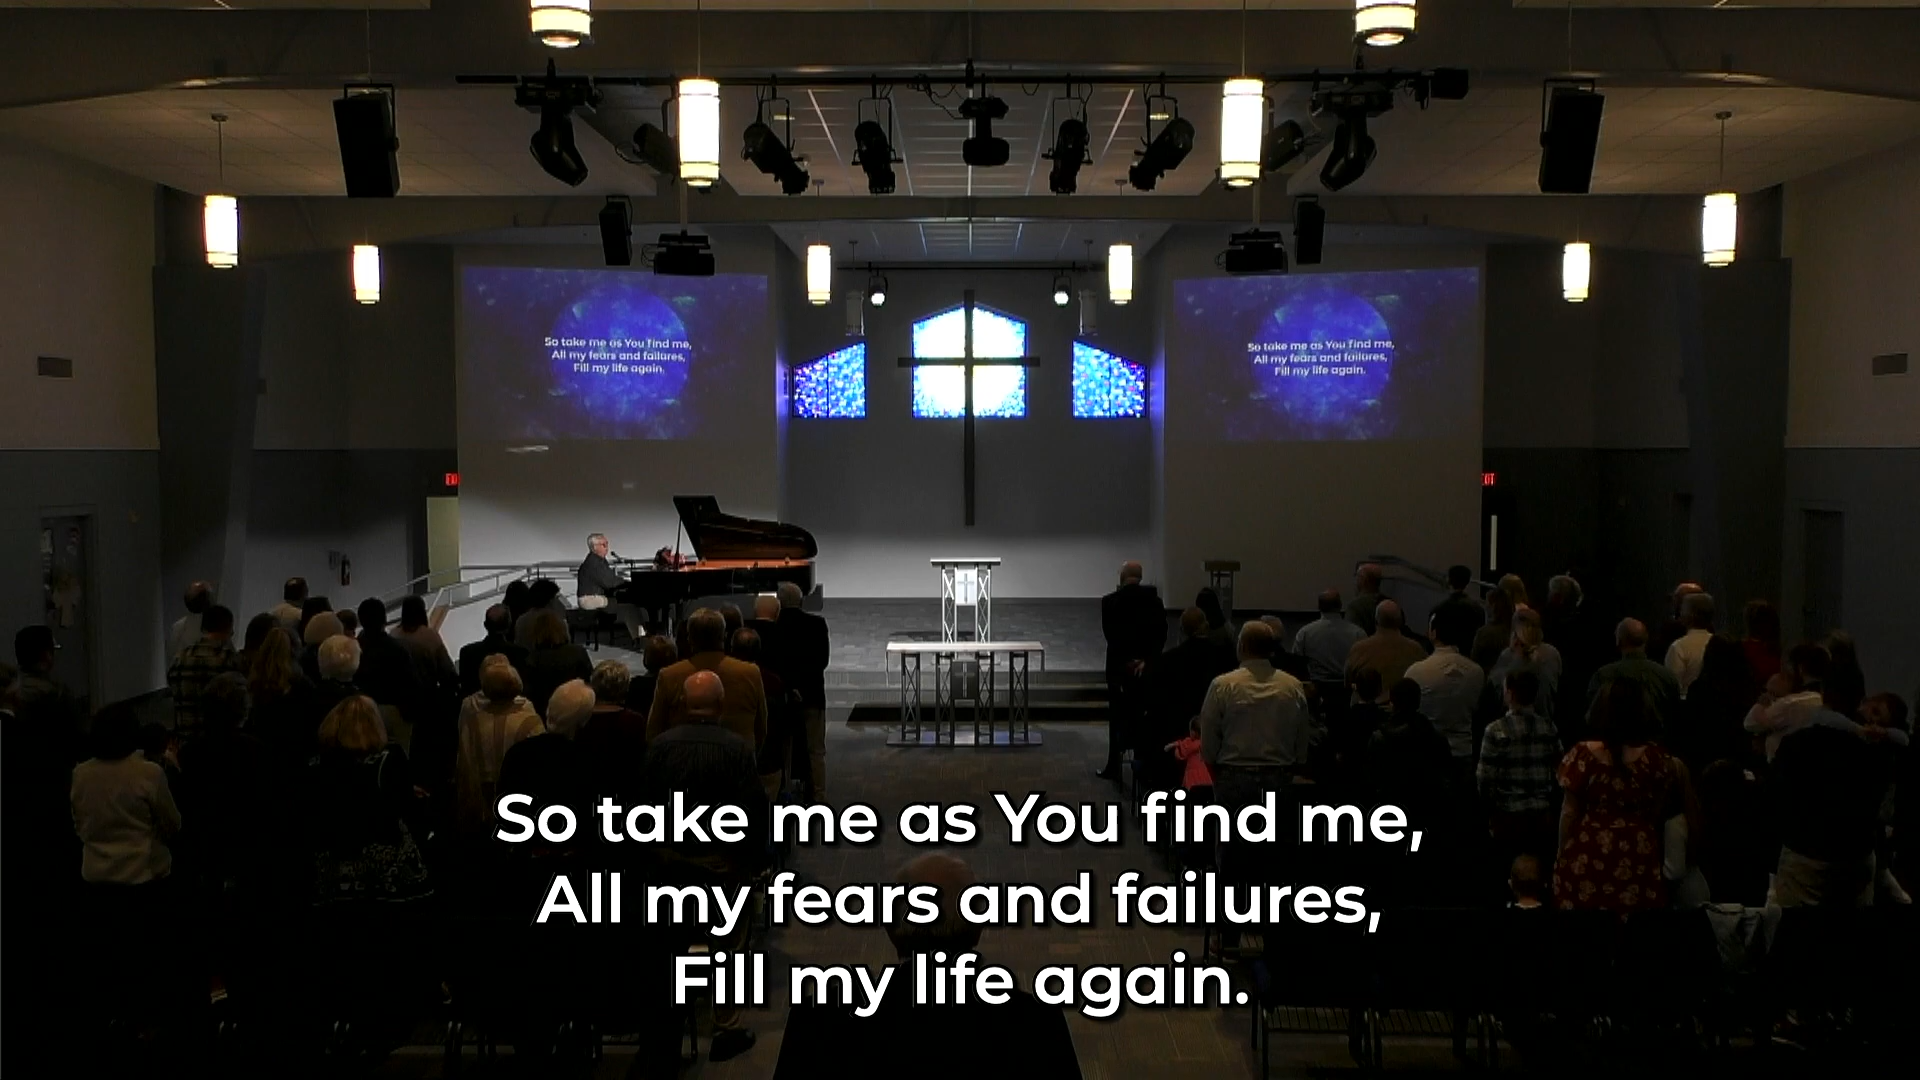 So take me as You find me,
All my fears and failures,
Fill my life again.
So take me as You find me,
All my fears and failures,
Fill my life again.
EXIT
EXIT
So take me as You find me,
All my fears and failures,
Fill my life again.